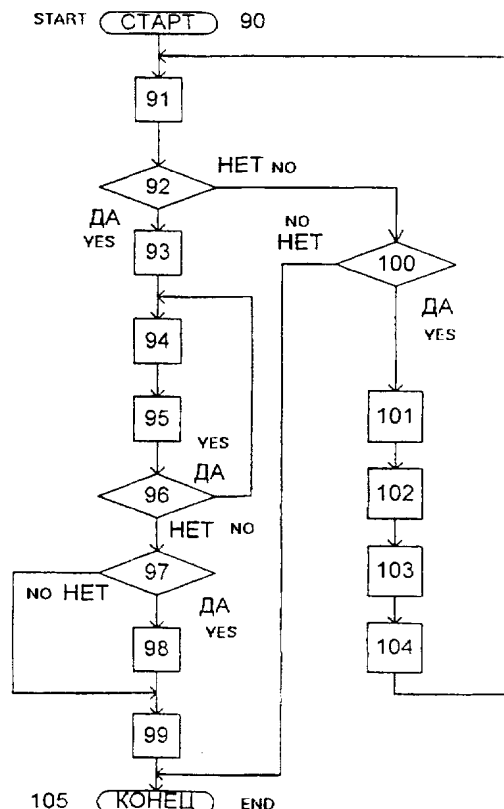 START СТАРТ 90
91
НЕТ NO
92
ДА
YES
NO
НЕТ
93
100
ДА
YES
94
95
101
YES
ДА
96
102
НЕТ NO
97
103
NO НЕТ
ДА
YES
98
104
99
105 КОНЕЦ END